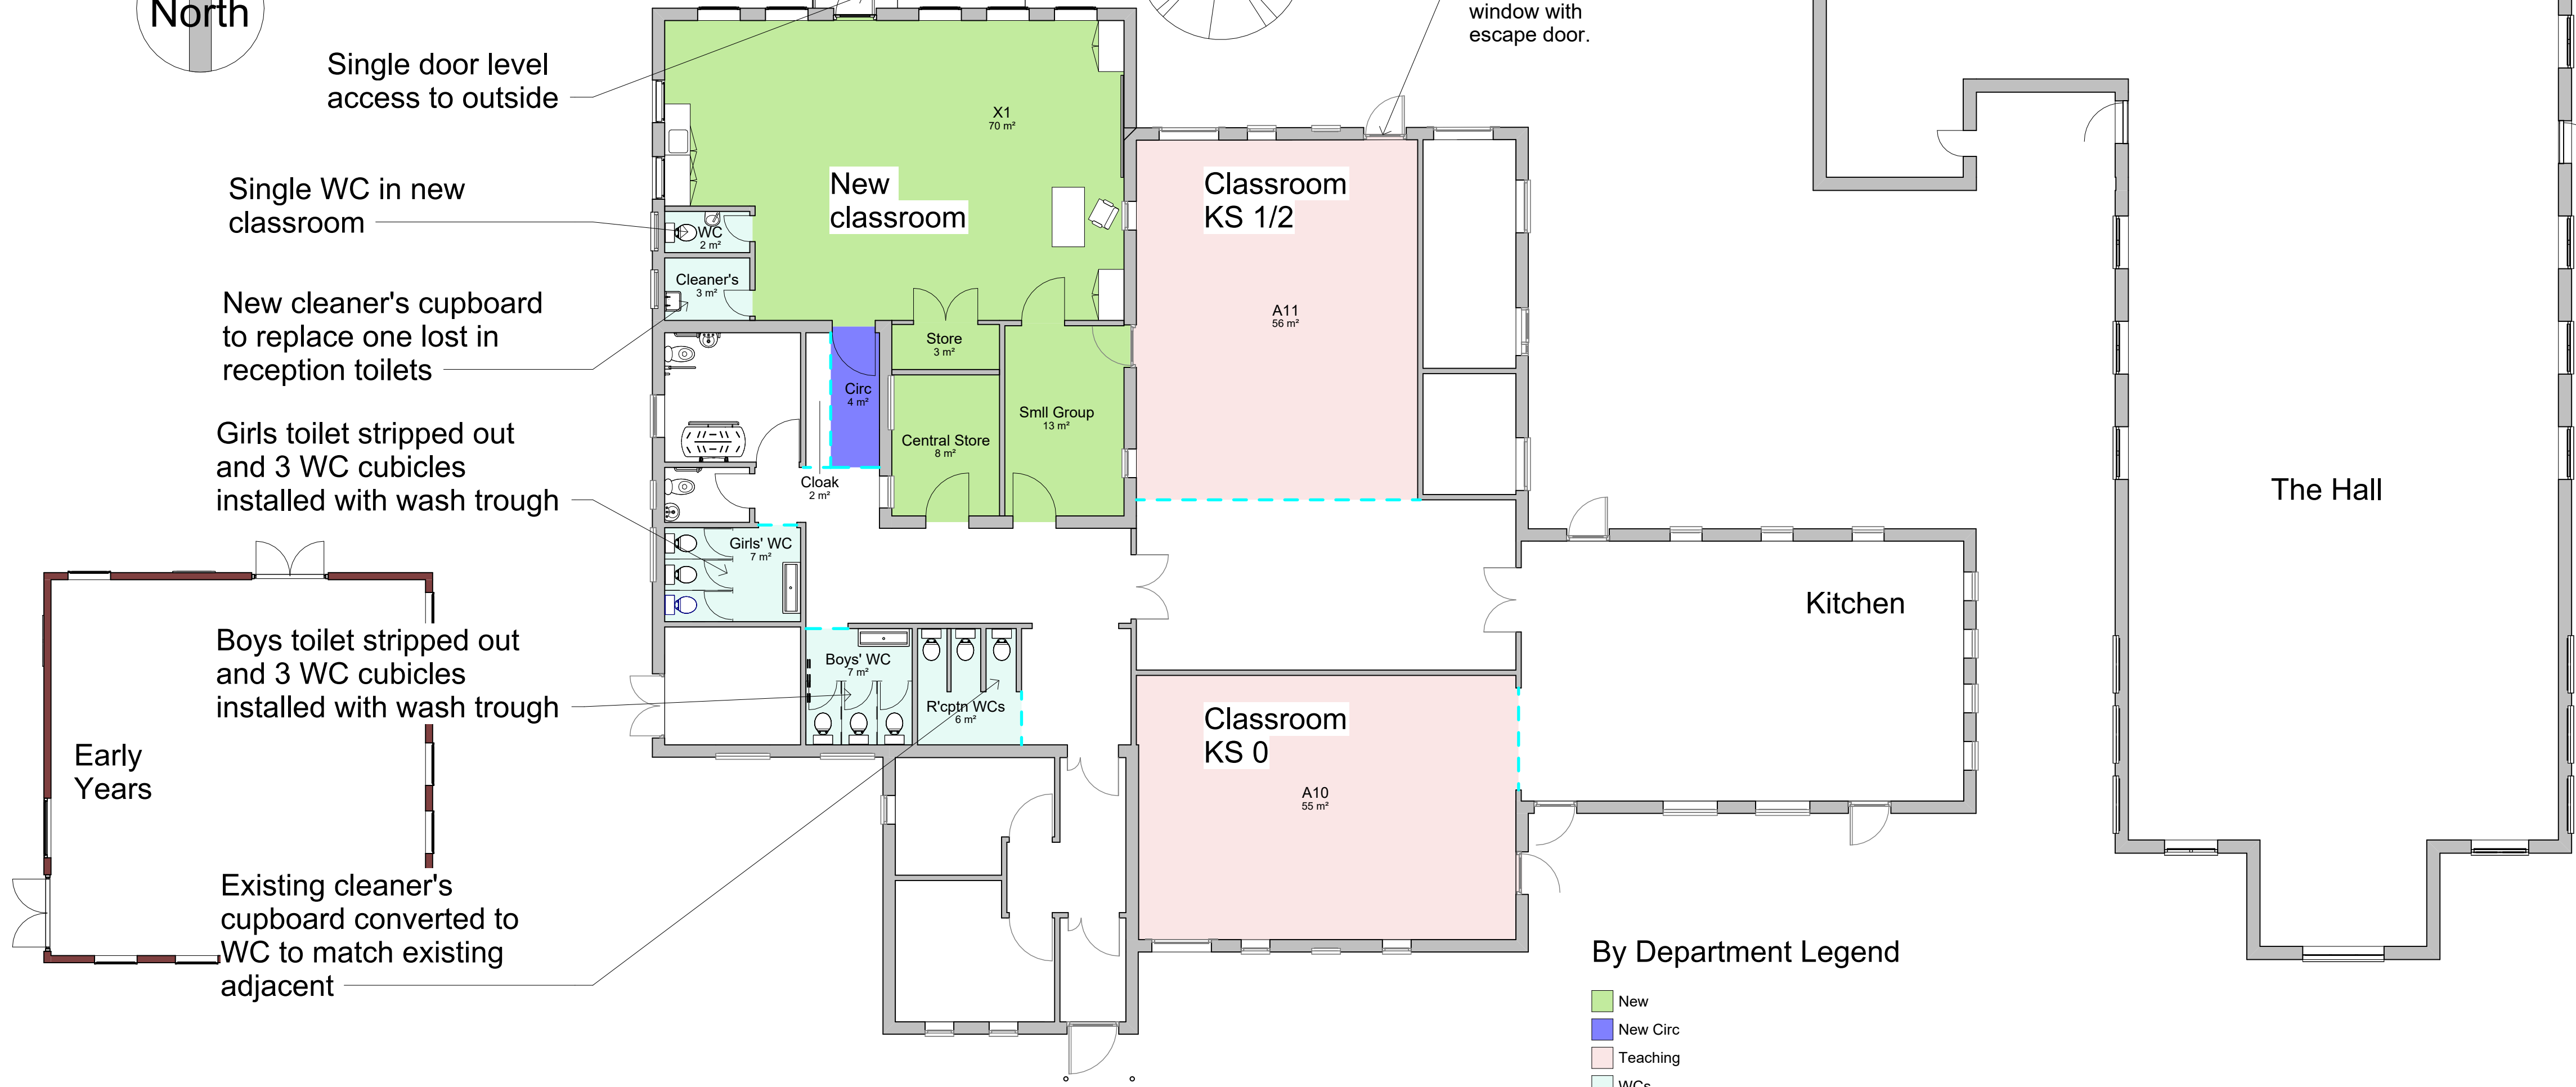 North
window with
escape door.
Single door level
access to outside
X1
70 m²
Single WC in new
classroom
New
classroom
Classroom
KS 1/2
WC
2 m²
Cleaner's
3 m²
New cleaner's cupboard
to replace one lost in
reception toilets
A11
56 m²
Store
3 m²
Circ
4 m²
Smll Group
13 m²
Central Store
8 m²
Girls toilet stripped out
and 3 WC cubicles
installed with wash trough
Cloak
2 m²
The Hall
Girls' WC
7 m²
Kitchen
Boys toilet stripped out
and 3 WC cubicles
installed with wash trough
Boys' WC
7 m²
R'cptn WCs
6 m²
Classroom
KS 0
Early
Years
A10
55 m²
Existing cleaner's
cupboard converted to
WC to match existing
adjacent
By Department Legend
New
New Circ
Teaching
WCs